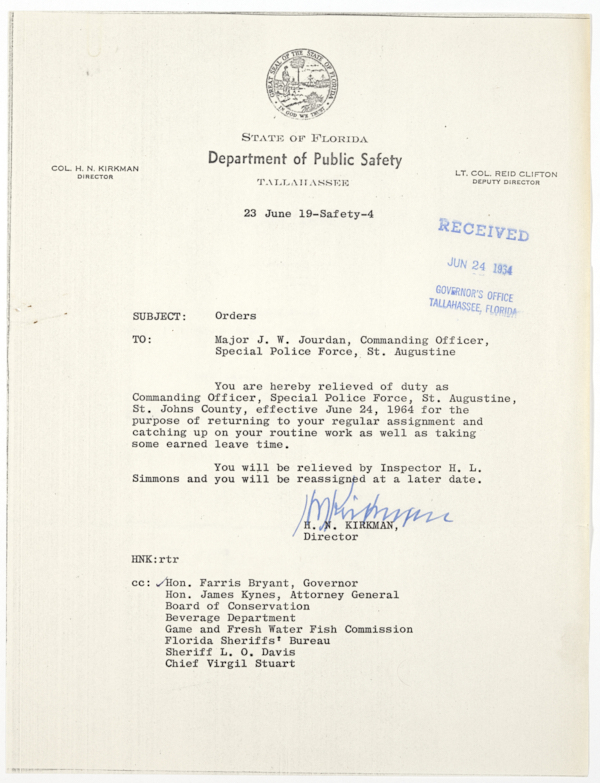 GREAT SEAL OF THE STATE OF FLORIDA
IN GOD WE TRUST
STATE OF FLORIDA
Department of Public Safety
TALLAHASSEE
COL. H. N. KIRKMAN
DIRECTOR
LT. COL. REID CLIFTON
DEPUTY DIRECTOR
23 June 19-Safety-4
RECEIVED
JUN 24 1934
GOVERNOR'S OFFICE
TALLAHASSEE, FLORIDA
SUBJECT: Orders
TO: Major J. W. Jourdan, Commanding Officer,
Special Police Force, St. Augustine
You are hereby relieved of duty as
Commanding Officer, Special Police Force, St. Augustine,
St. Johns County, effective June 24, 1964 for the
purpose of returning to your regular assignment and
catching up on your routine work as well as taking
some earned leave time.
You will be relieved by Inspector H. L.
Simmons and you will be reassigned at a later date.
HNKirkman
H. N. KIRKMAN,
Director
HNK:rtr
cc: ✓Hon. Farris Bryant, Governor
Hon. James Kynes, Attorney General
Board of Conservation
Beverage Department
Game and Fresh Water Fish Commission
Florida Sheriffs' Bureau
Sheriff L. O. Davis
Chief Virgil Stuart